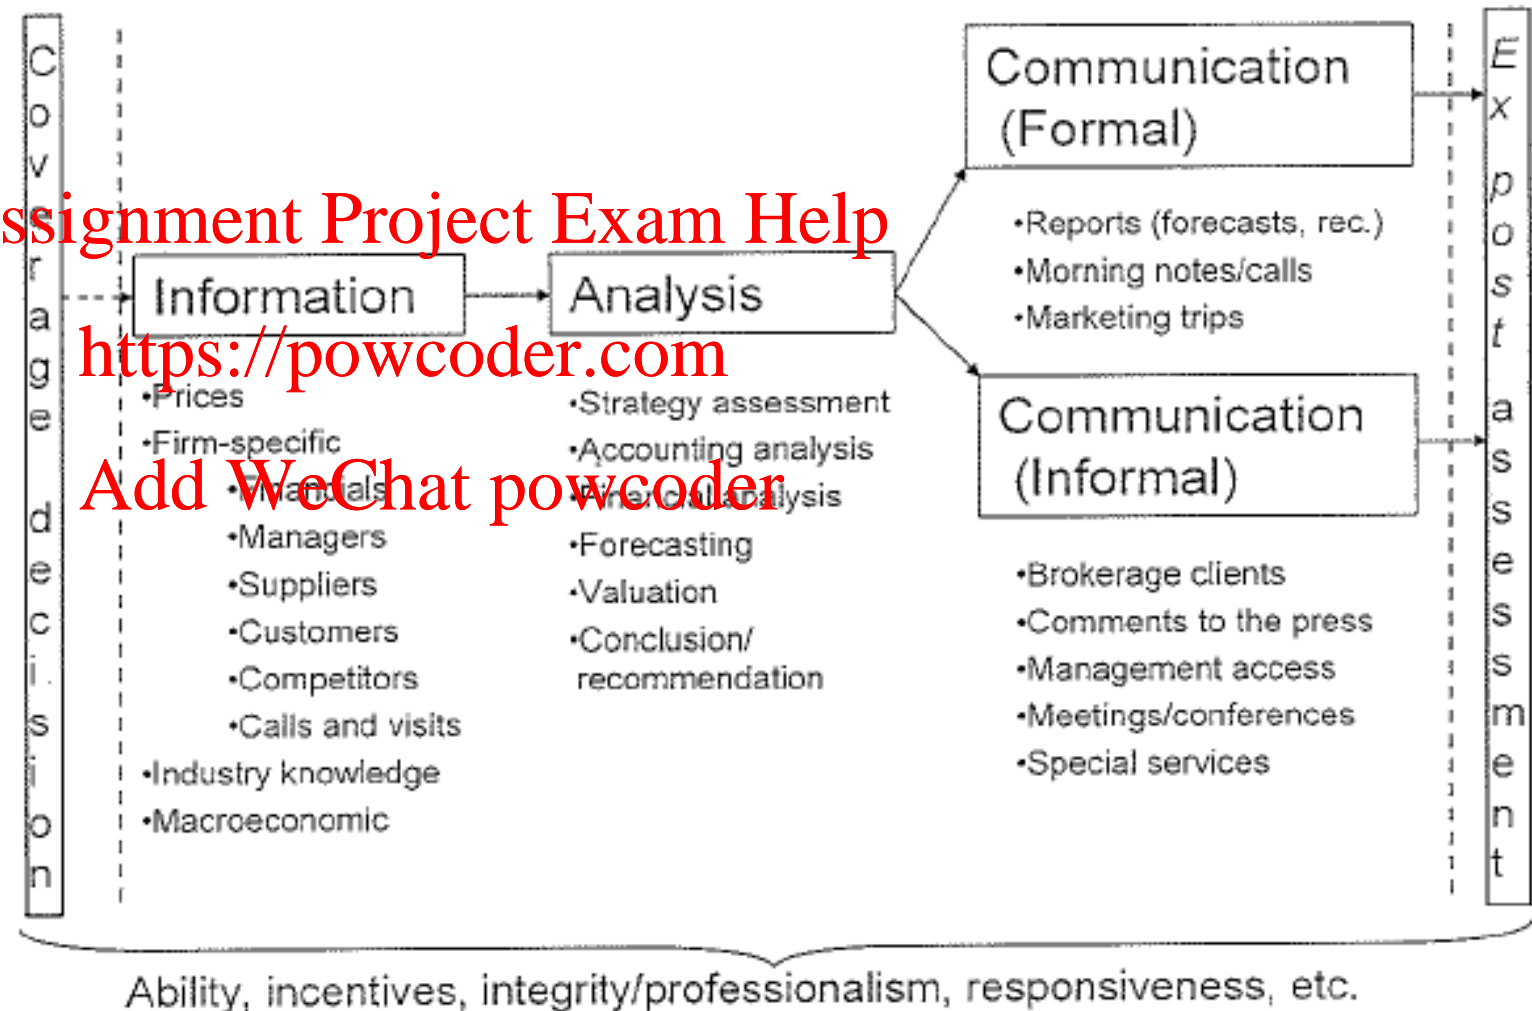 Coverage decision
Communication
(Formal)
•Reports (forecasts, rec.)
•Morning notes/calls
•Marketing trips
ssignment Project Exam Help
Information
Analysis
https://powcoder.com
•Prices
•Firm-specific
•Financials
•Managers
•Suppliers
•Customers
•Competitors
•Calls and visits
•Industry knowledge
•Macroeconomic
Add WeChat powcoder
•Strategy assessment
•Accounting analysis
•Financial analysis
•Forecasting
•Valuation
•Conclusion/
recommendation
Communication
(Informal)
•Brokerage clients
•Comments to the press
•Management access
•Meetings/conferences
•Special services
Expost assessment
Ability, incentives, integrity/professionalism, responsiveness, etc.